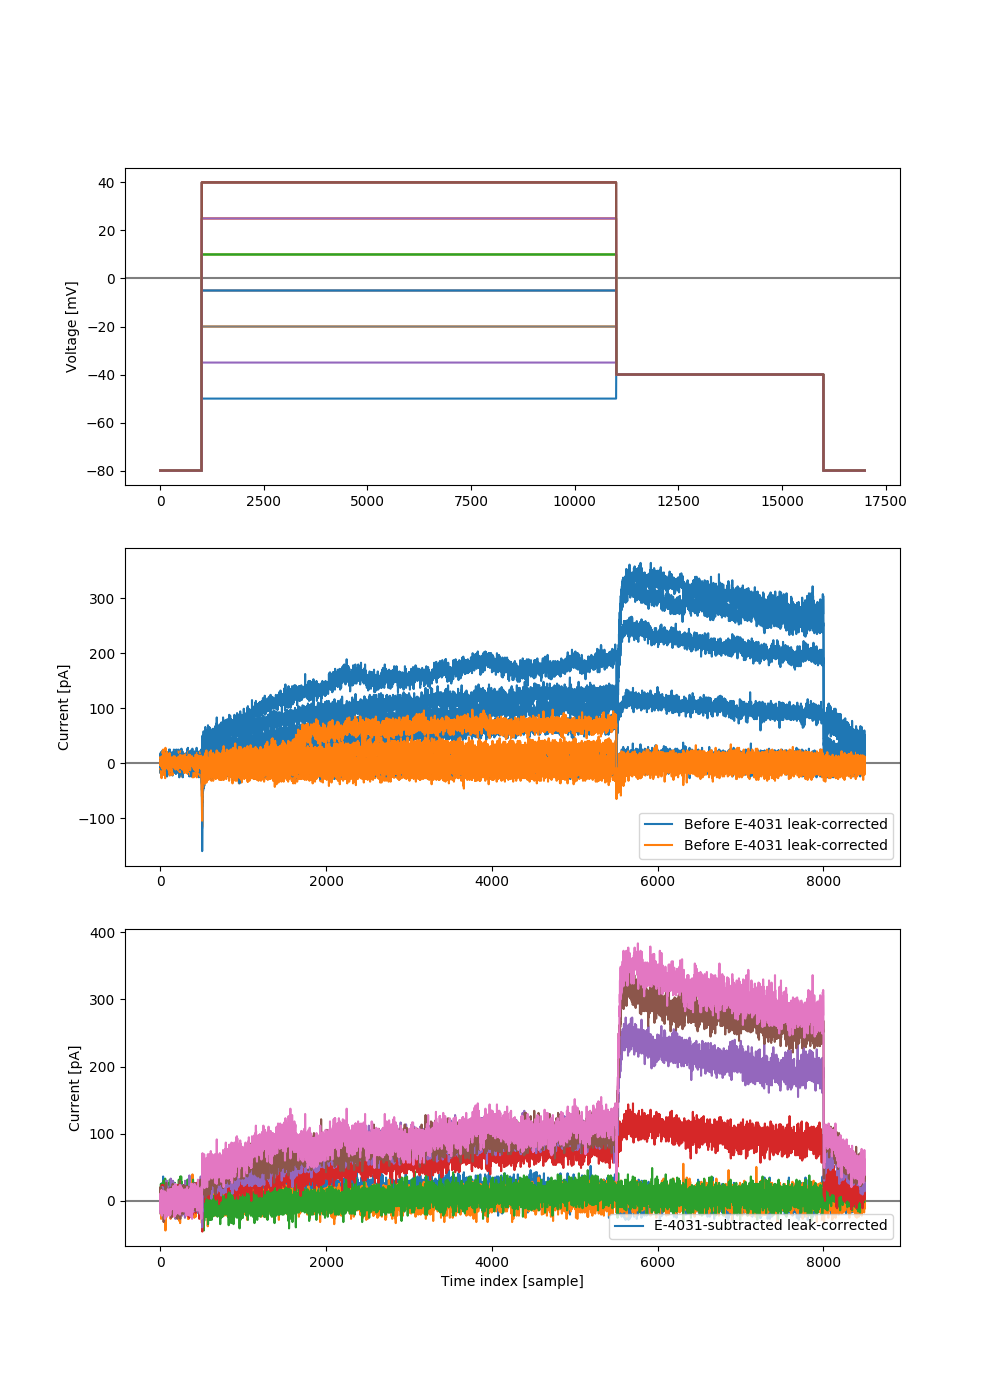 40
20
0
−20
−40
−60
−80
Voltage [mV]
0 2500 5000 7500 10000 12500 15000 17500
300
200
100
0
−100
Current [pA]
Before E-4031 leak-corrected
Before E-4031 leak-corrected
0 2000 4000 6000 8000
400
300
200
100
0
Current [pA]
E-4031-subtracted leak-corrected
0 2000 4000 6000 8000
Time index [sample]